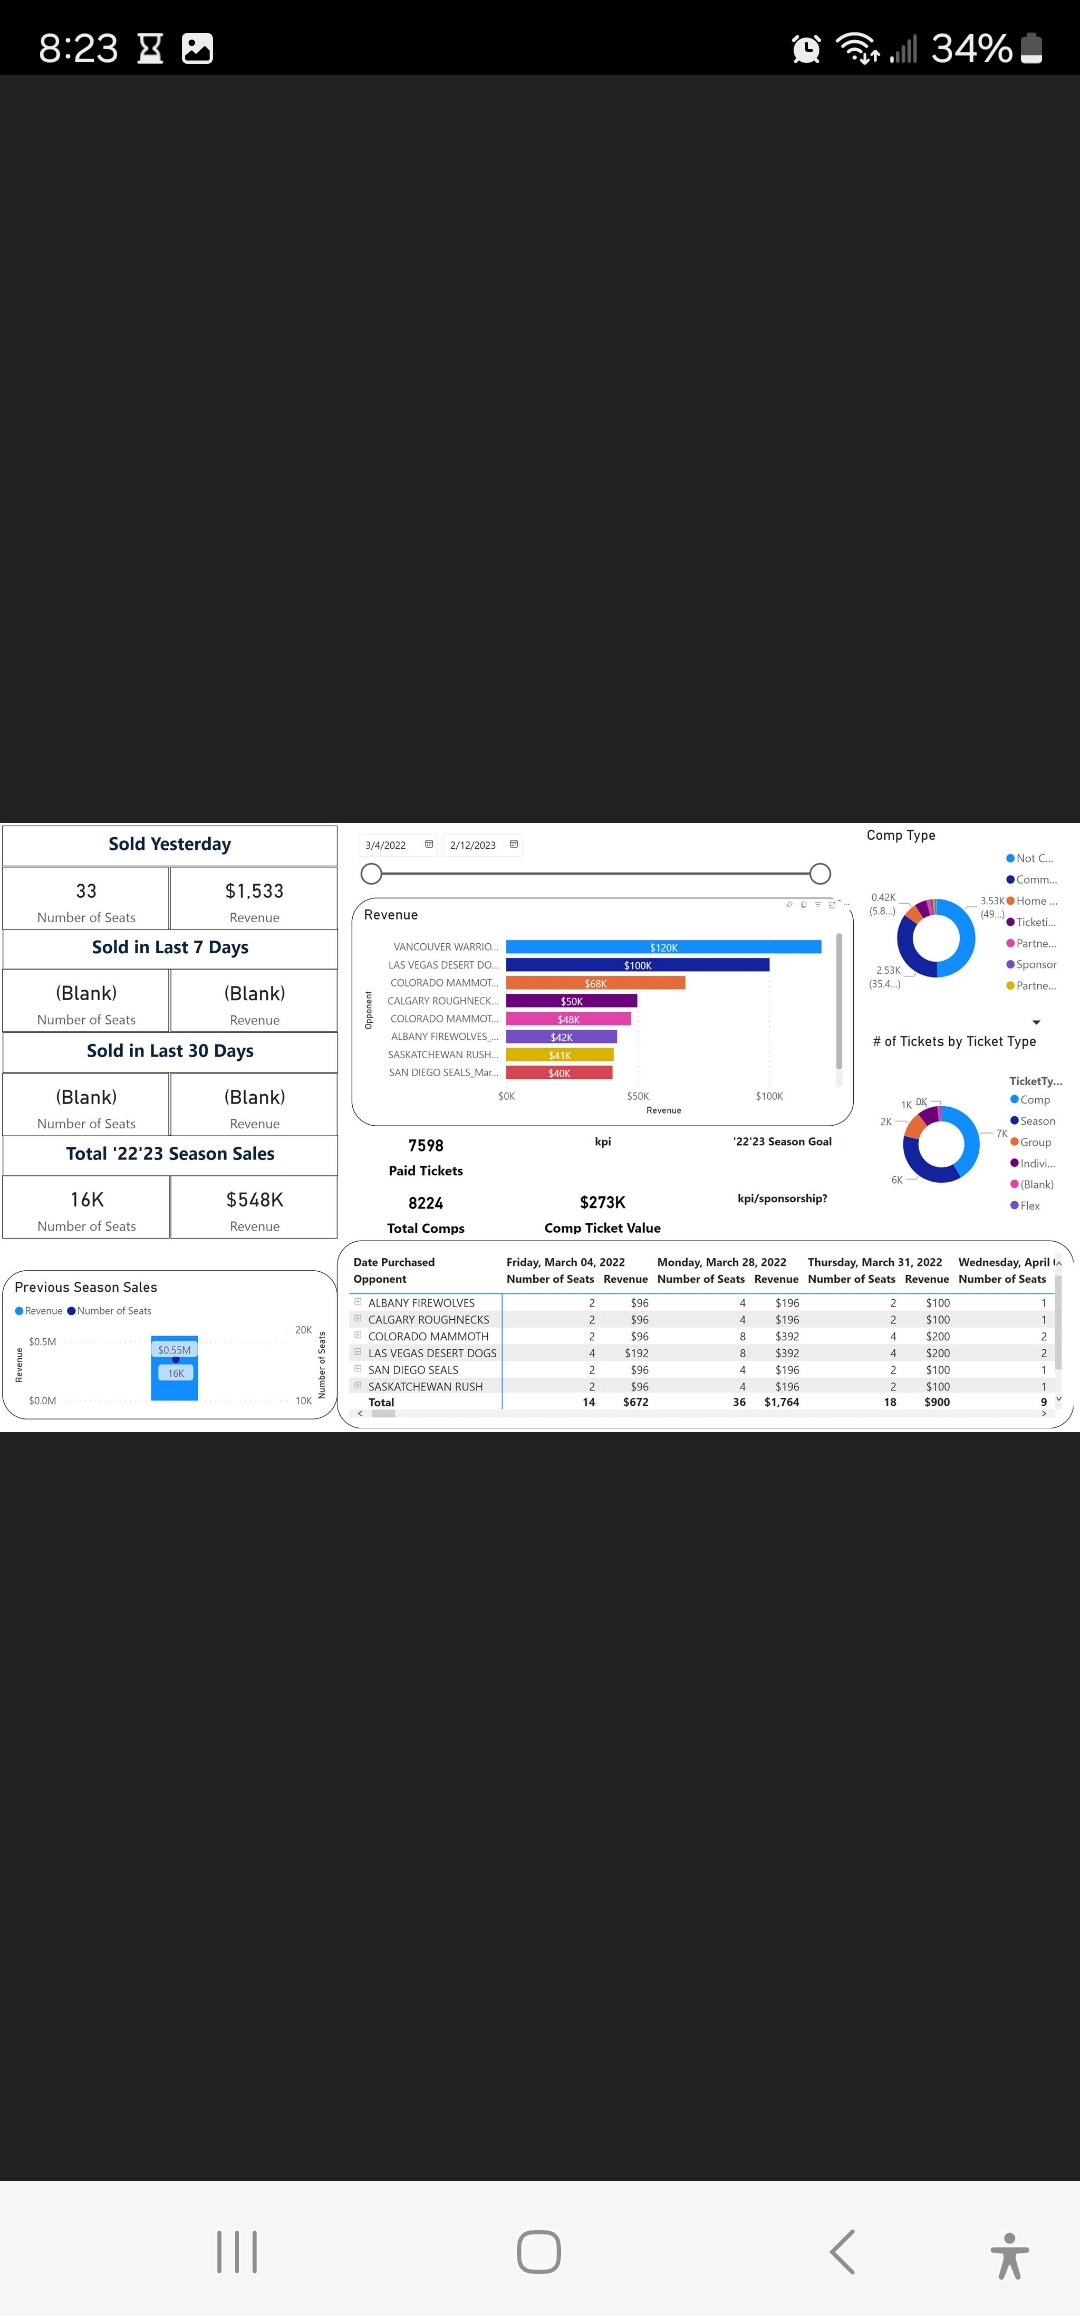 8:23
34%
Sold Yesterday
33
$1,533
Number of Seats
Revenue
Sold in Last 7 Days
(Blank)
(Blank)
Number of Seats
Revenue
Sold in Last 30 Days
(Blank)
(Blank)
Number of Seats
Revenue
Total '22'23 Season Sales
16K
$548K
Number of Seats
Revenue
Previous Season Sales
Revenue Number of Seats
$0.5M
$0.0M
Revenue
$0.55M
16K
20K
10K
Number of Seats
3/4/2022
2/12/2023
Revenue
Opponent
VANCOUVER WARRIO... $120K
LAS VEGAS DESERT DO... $100K
COLORADO MAMMOT... $68K
CALGARY ROUGHNECK... $50K
COLORADO MAMMOT... $48K
ALBANY FIREWOLVES_... $42K
SASKATCHEWAN RUSH... $41K
SAN DIEGO SEALS_Mar... $40K
$0K $50K $100K
Revenue
7598
Paid Tickets
kpi
'22'23 Season Goal
8224
Total Comps
$273K
Comp Ticket Value
kpi/sponsorship?
Comp Type
0.42K
(5.8...)
3.53K
(49...)
2.53K
(35.4...)
Not C...
Comm...
Home ...
Ticketi...
Partne...
Sponsor
Partne...
# of Tickets by Ticket Type
1K 0K
2K
7K
6K
TicketTy...
Comp
Season
Group
Indivi...
(Blank)
Flex
Date Purchased Friday, March 04, 2022 Monday, March 28, 2022 Thursday, March 31, 2022 Wednesday, April
Opponent Number of Seats Revenue Number of Seats Revenue Number of Seats Revenue Number of Seats
ALBANY FIREWOLVES 2 $96 4 $196 2 $100 1
CALGARY ROUGHNECKS 2 $96 4 $196 2 $100 1
COLORADO MAMMOTH 2 $96 8 $392 4 $200 2
LAS VEGAS DESERT DOGS 4 $192 8 $392 4 $200 2
SAN DIEGO SEALS 2 $96 4 $196 2 $100 1
SASKATCHEWAN RUSH 2 $96 4 $196 2 $100 1
Total 14 $672 36 $1,764 18 $900 9